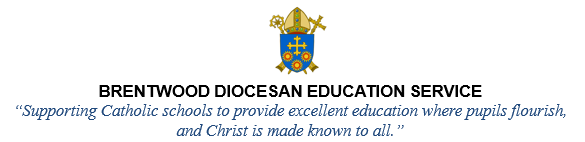 BRENTWOOD DIOCESAN EDUCATION SERVICE
“Supporting Catholic schools to provide excellent education where pupils flourish,
and Christ is made known to all.”